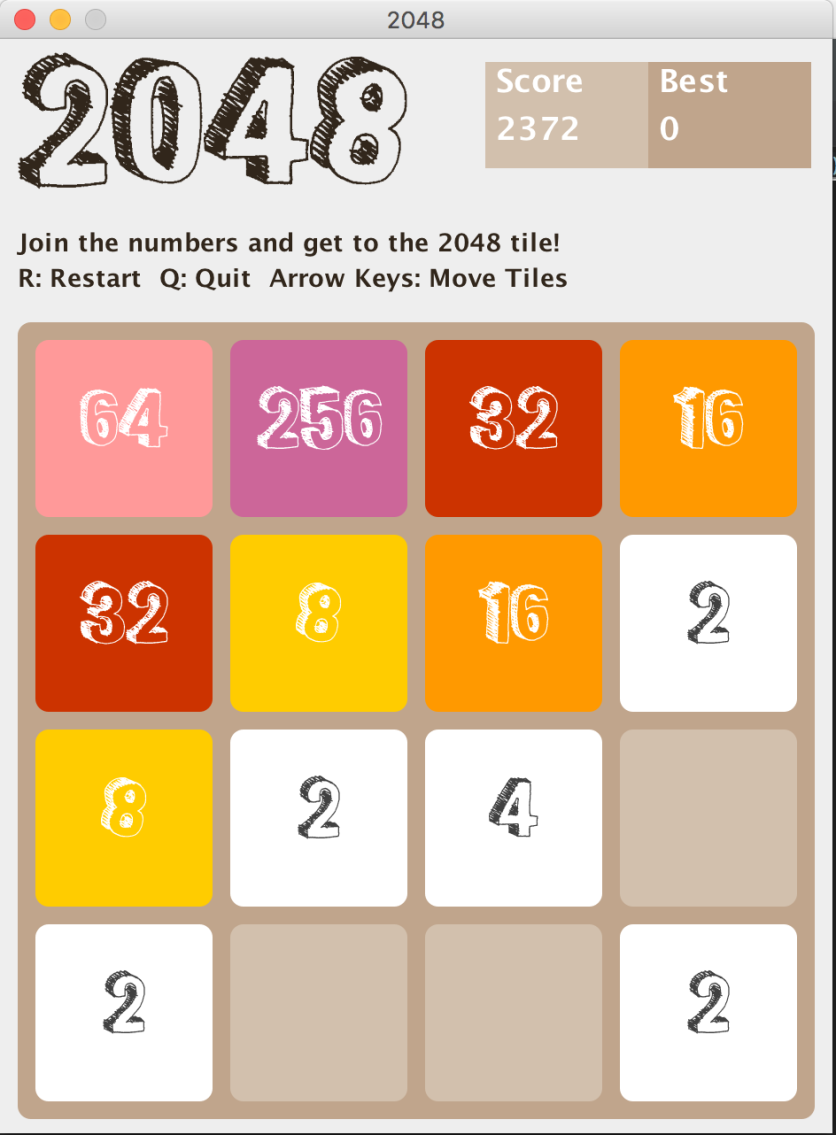 2048
2048
Score Best
2372 0
Join the numbers and get to the 2048 tile!
R: Restart Q: Quit Arrow Keys: Move Tiles
64 256 32 16
32 8 16 2
8 2 4
2 2